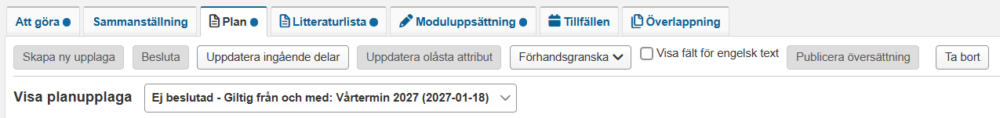 Att göra Sammanställning Plan Litteraturlista Moduluppsättning Tillfällen Överlappning
Skapa ny upplaga Besluta Uppdatera ingående delar Uppdatera olåsta attribut Förhandsgranska Visa fält för engelsk text Publicera översättning Ta bort
Visa planupplaga Ej beslutad - Giltig från och med: Vårtermin 2027 (2027-01-18)